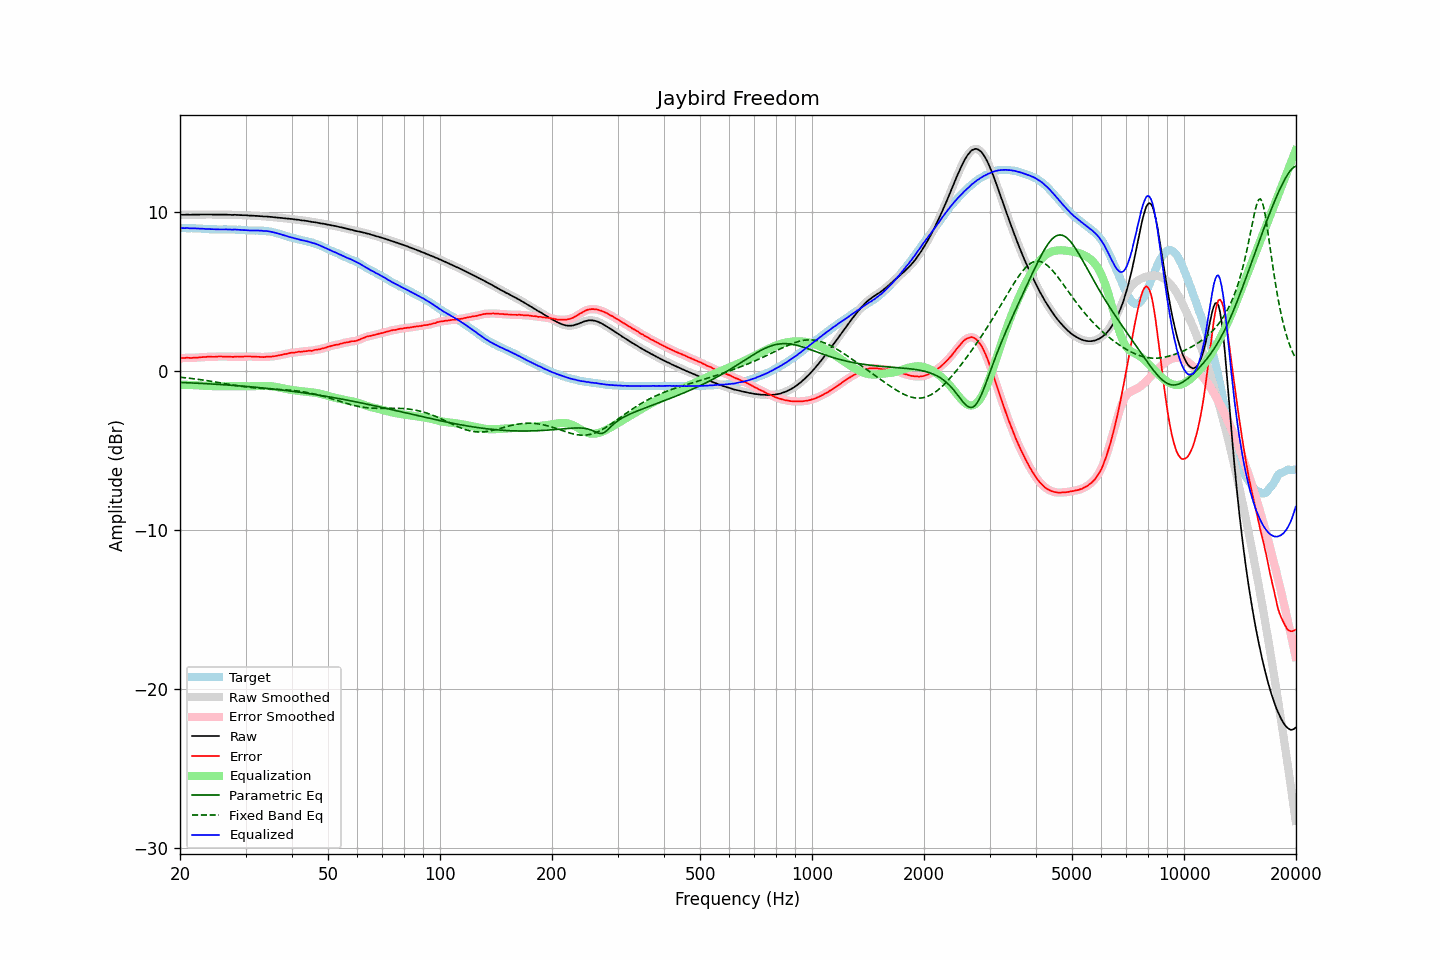 Jaybird Freedom
Amplitude (dBr)
10
0
−10
−20
−30
Target
Raw Smoothed
Error Smoothed
Raw
Error
Equalization
Parametric Eq
Fixed Band Eq
Equalized
20 50 100 200 500 1000 2000 5000 10000 20000
Frequency (Hz)